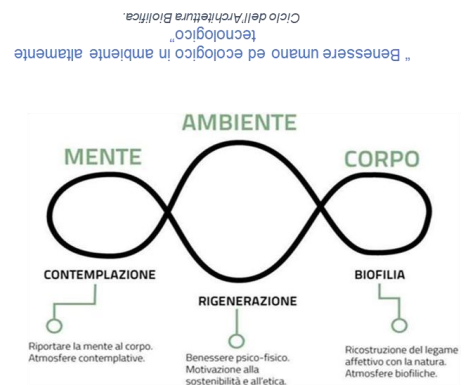 " Benessere umano ed ecologico in ambiente altamente
tecnologico"
Ciclo dell'Architettura Biolifica.
AMBIENTE
MENTE
CORPO
CONTEMPLAZIONE
BIOFILIA
RIGENERAZIONE
Riportare la mente al corpo.
Atmosfere contemplative.
Benessere psico-fisico.
Motivazione alla
sostenibilità e all'etica.
Ricostruzione del legame
affettivo con la natura.
Atmosfere biofiliche.